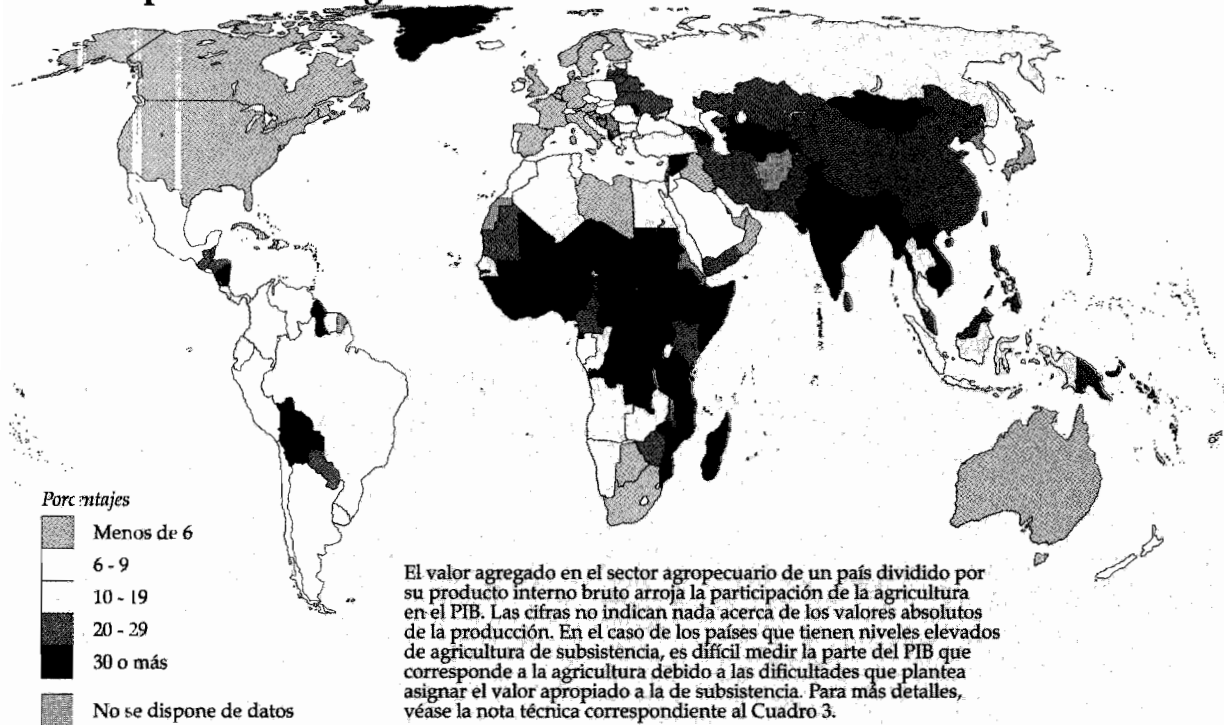 Porcentajes
Menos de 6
6 - 9
10 - 19
20 - 29
30 o más
No se dispone de datos
El valor agregado en el sector agropecuario de un país dividido por
su producto interno bruto arroja la participación de la agricultura
en el PIB. Las cifras no indican nada acerca de los valores absolutos
de la producción. En el caso de los países que tienen niveles elevados
de agricultura de subsistencia, es difícil medir la parte del PIB que
corresponde a la agricultura debido a las dificultades que plantea
asignar el valor apropiado a la de subsistencia. Para más detalles,
véase la nota técnica correspondiente al Cuadro 3.